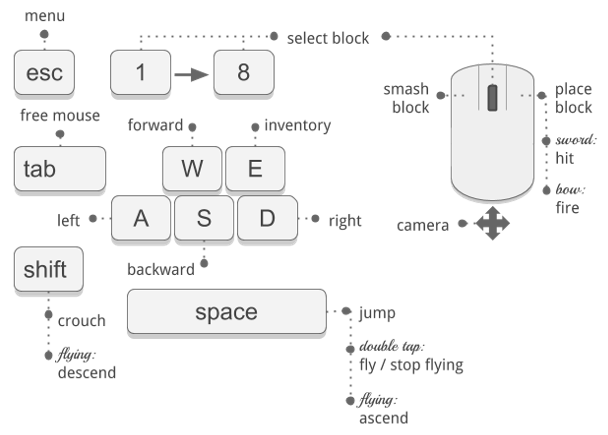 menu
esc
1
8
select block
smash
block
place
block
sword:
hit
bow:
fire
camera
free mouse
tab
forward
inventory
W
E
A
S
D
left
right
backward
shift
crouch
flying:
descend
space
jump
double tap:
fly / stop flying
flying:
ascend